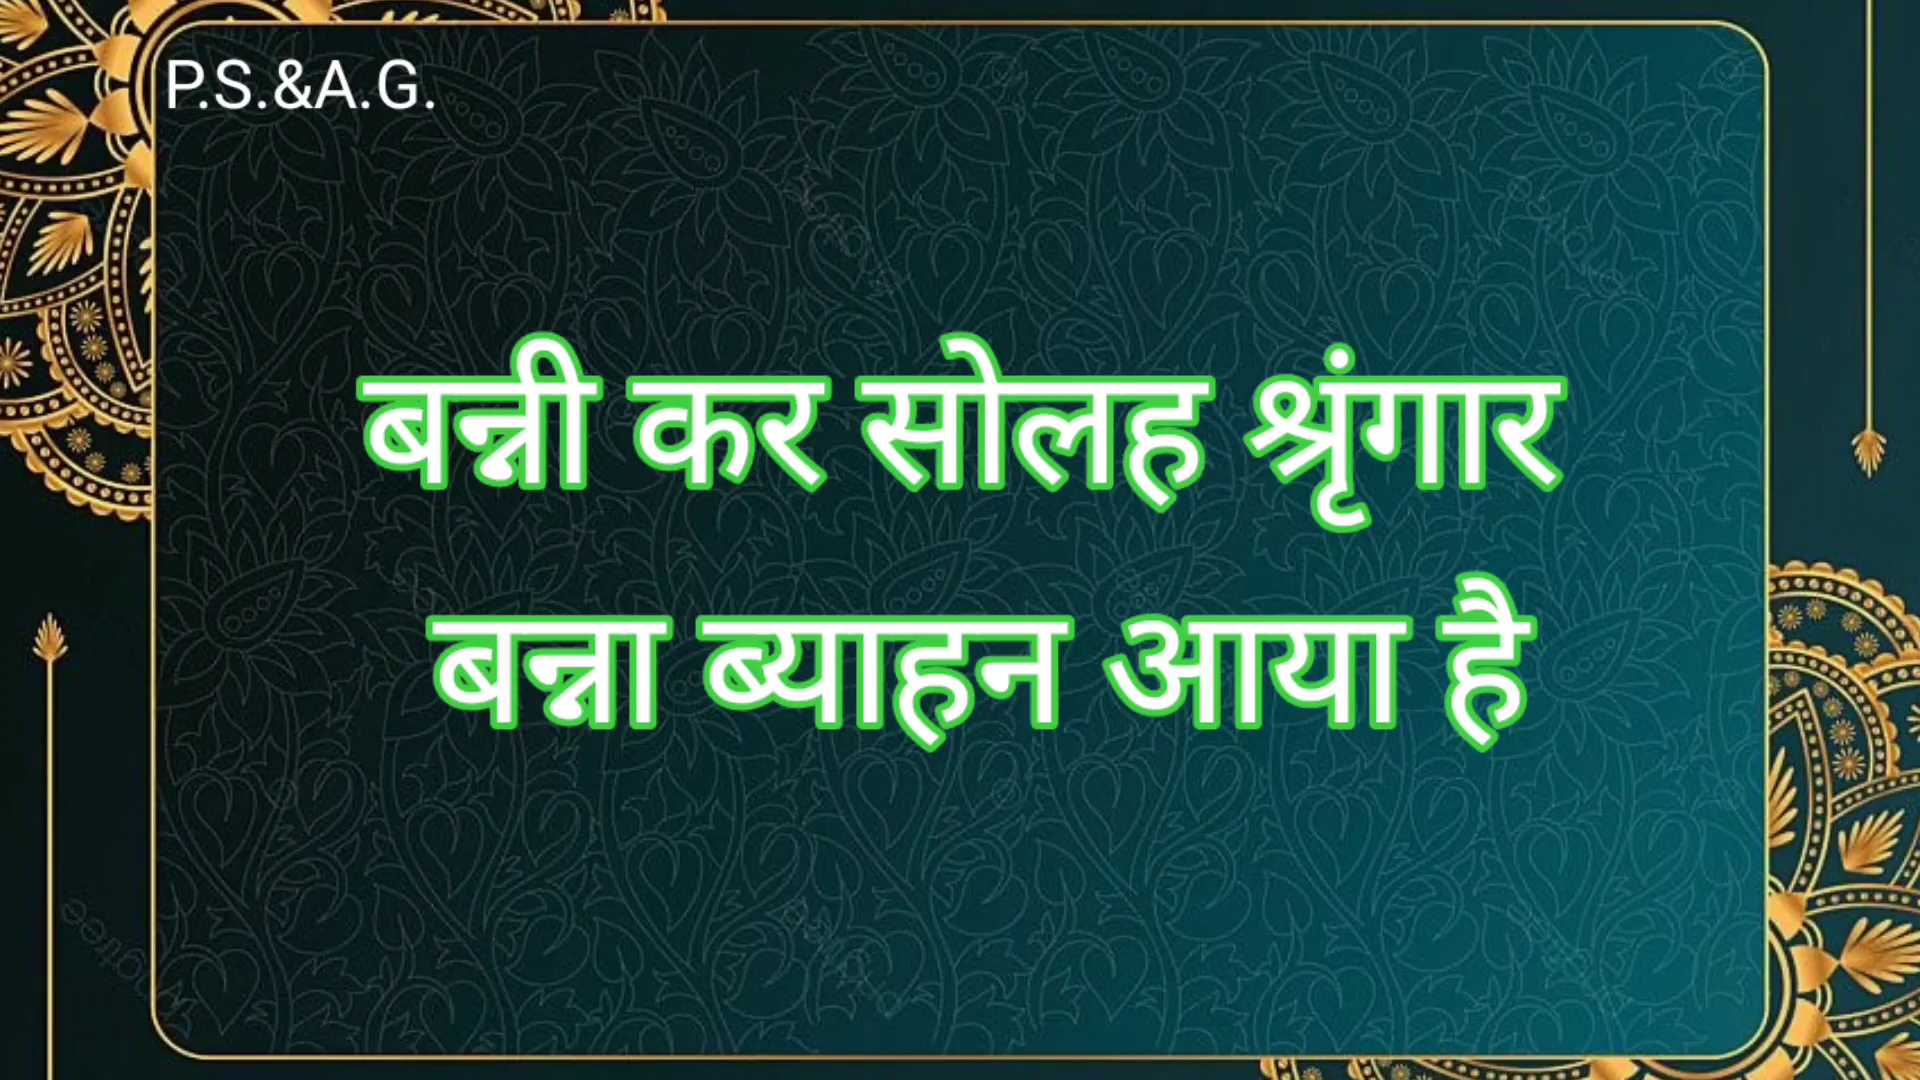 P.S.&A.G.
बन्नी कर सोलह श्रृंगार
बन्ना ब्याहन आया है